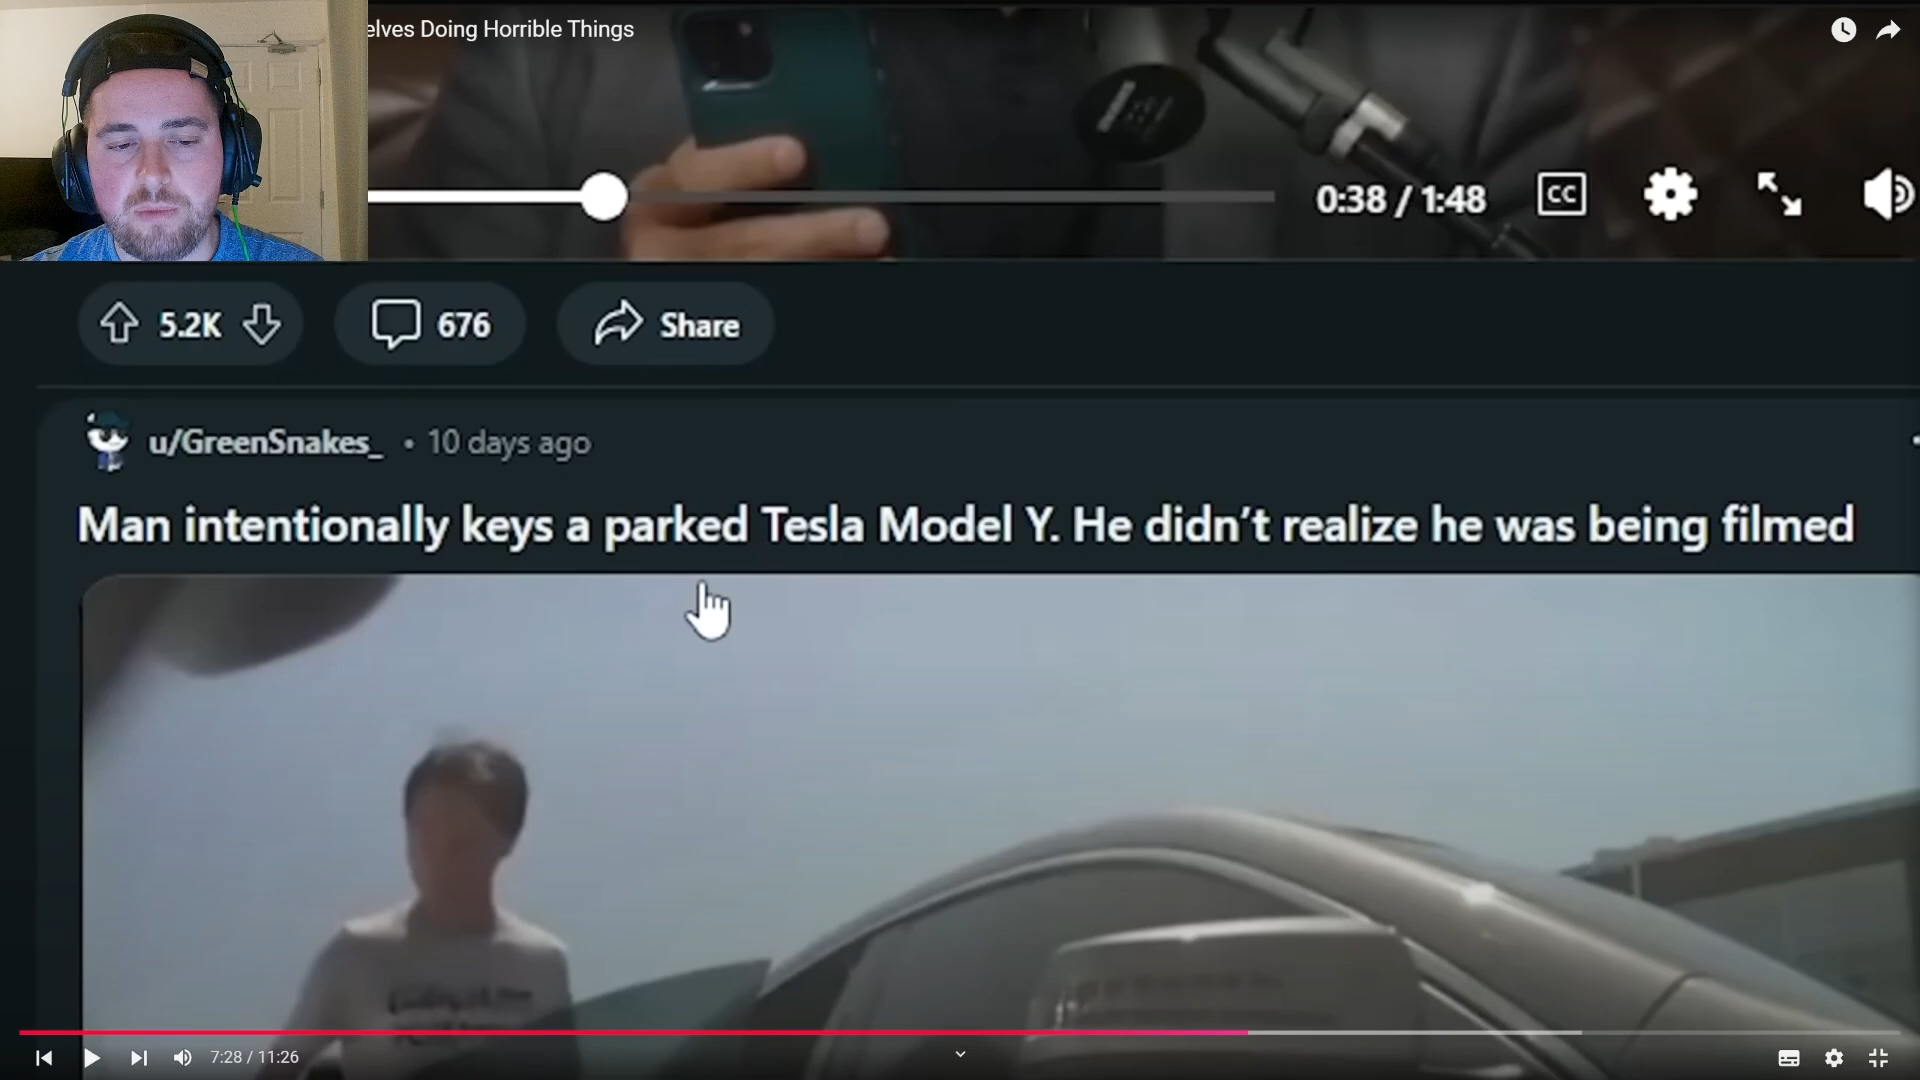 elves Doing Horrible Things
0:38 / 1:48
CC
5.2K
676
Share
u/GreenSnakes_ • 10 days ago
Man intentionally keys a parked Tesla Model Y. He didn’t realize he was being filmed
7:28 / 11:26